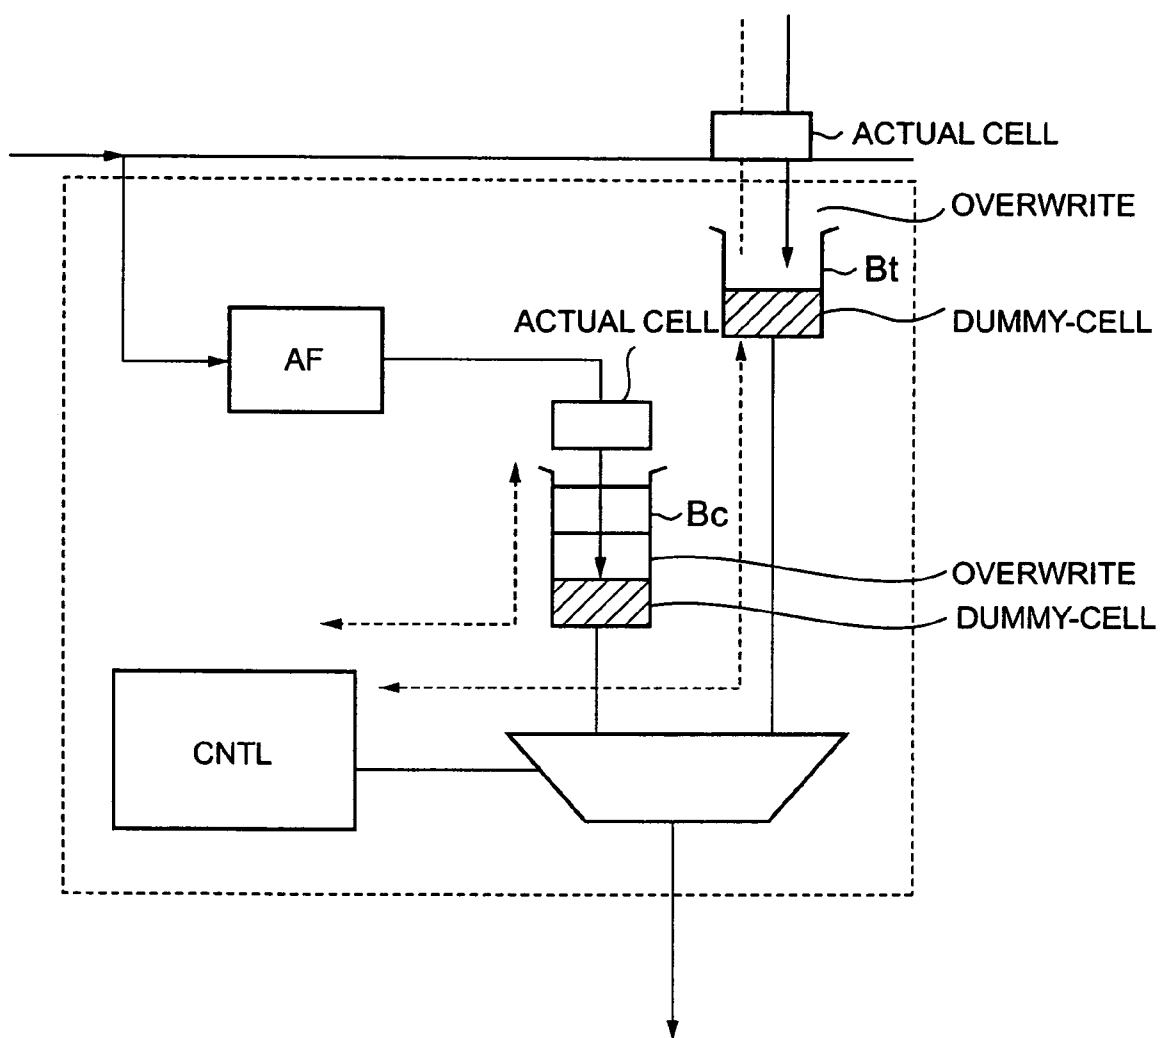 ACTUAL CELL
OVERWRITE
Bt
DUMMY-CELL
ACTUAL CELL
AF
Bc
OVERWRITE
DUMMY-CELL
CNTL